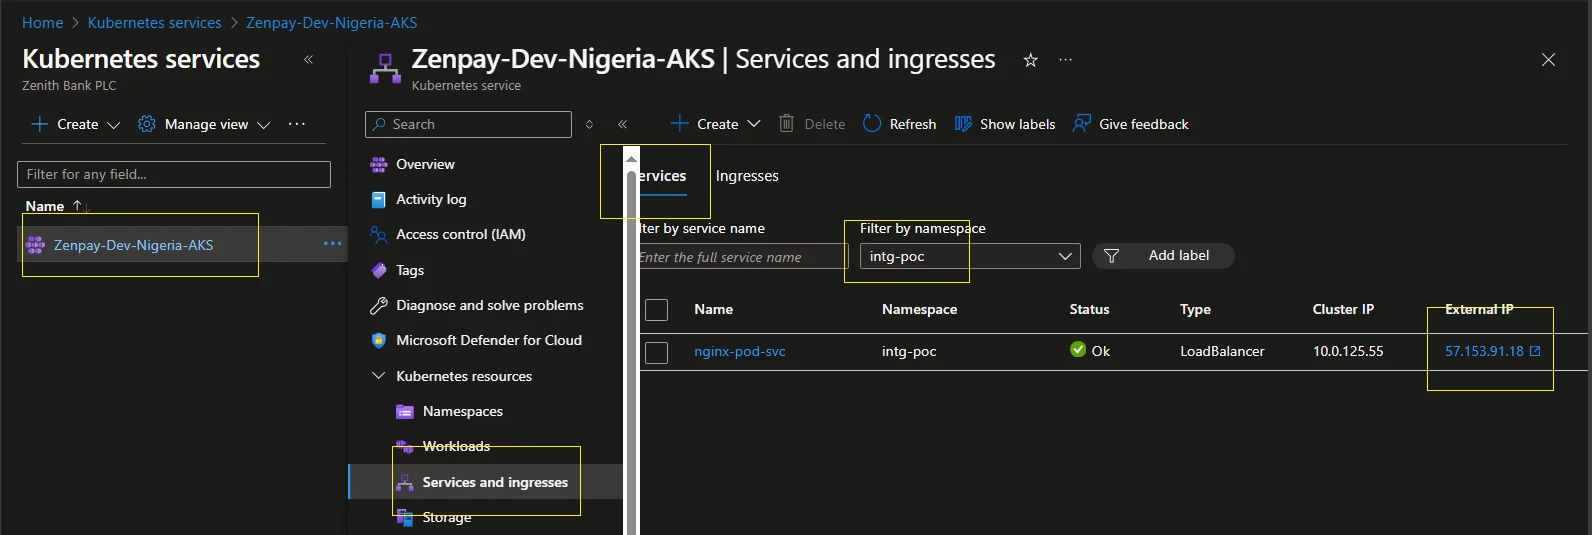 Home > Kubernetes services > Zenpay-Dev-Nigeria-AKS
Kubernetes services «
Zenith Bank PLC
Create Manage view ...
Filter for any field...
Name ↑↓
Zenpay-Dev-Nigeria-AKS ...
Zenpay-Dev-Nigeria-AKS | Services and ingresses ...
Kubernetes service
Search «
Overview
Activity log
Access control (IAM)
Tags
Diagnose and solve problems
Microsoft Defender for Cloud
Kubernetes resources
Namespaces
Workloads
Services and ingresses
Storage
Create Delete Refresh Show labels Give feedback
ervices Ingresses
lter by service name Filter by namespace
Enter the full service name intg-poc Add label
Name Namespace Status Type Cluster IP External IP
nginx-pod-svc intg-poc Ok LoadBalancer 10.0.125.55 57.153.91.18